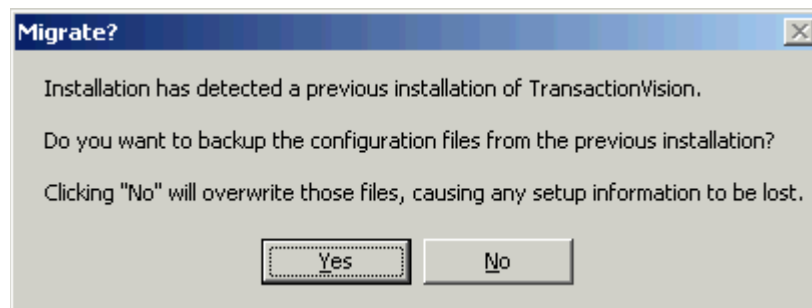 Migrate?
Installation has detected a previous installation of TransactionVision.
Do you want to backup the configuration files from the previous installation?
Clicking "No" will overwrite those files, causing any setup information to be lost.
Yes
No